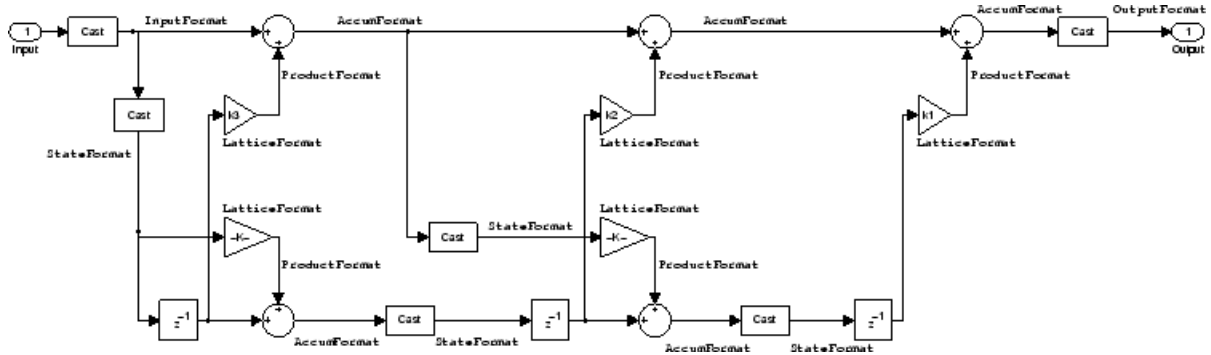 InputFormat AccumFormat AccumFormat AccumFormat OutputFormat
1 Cast + + + + + + Cast 1
Input Output
ProductFormat ProductFormat ProductFormat
Cast k3 k2 k1
LatticeFormat LatticeFormat LatticeFormat
StateFormat
LatticeFormat LatticeFormat
StateFormat
-K- Cast -K-
ProductFormat ProductFormat
z-1 + + Cast z-1 + + Cast z-1
AccumFormat StateFormat AccumFormat StateFormat